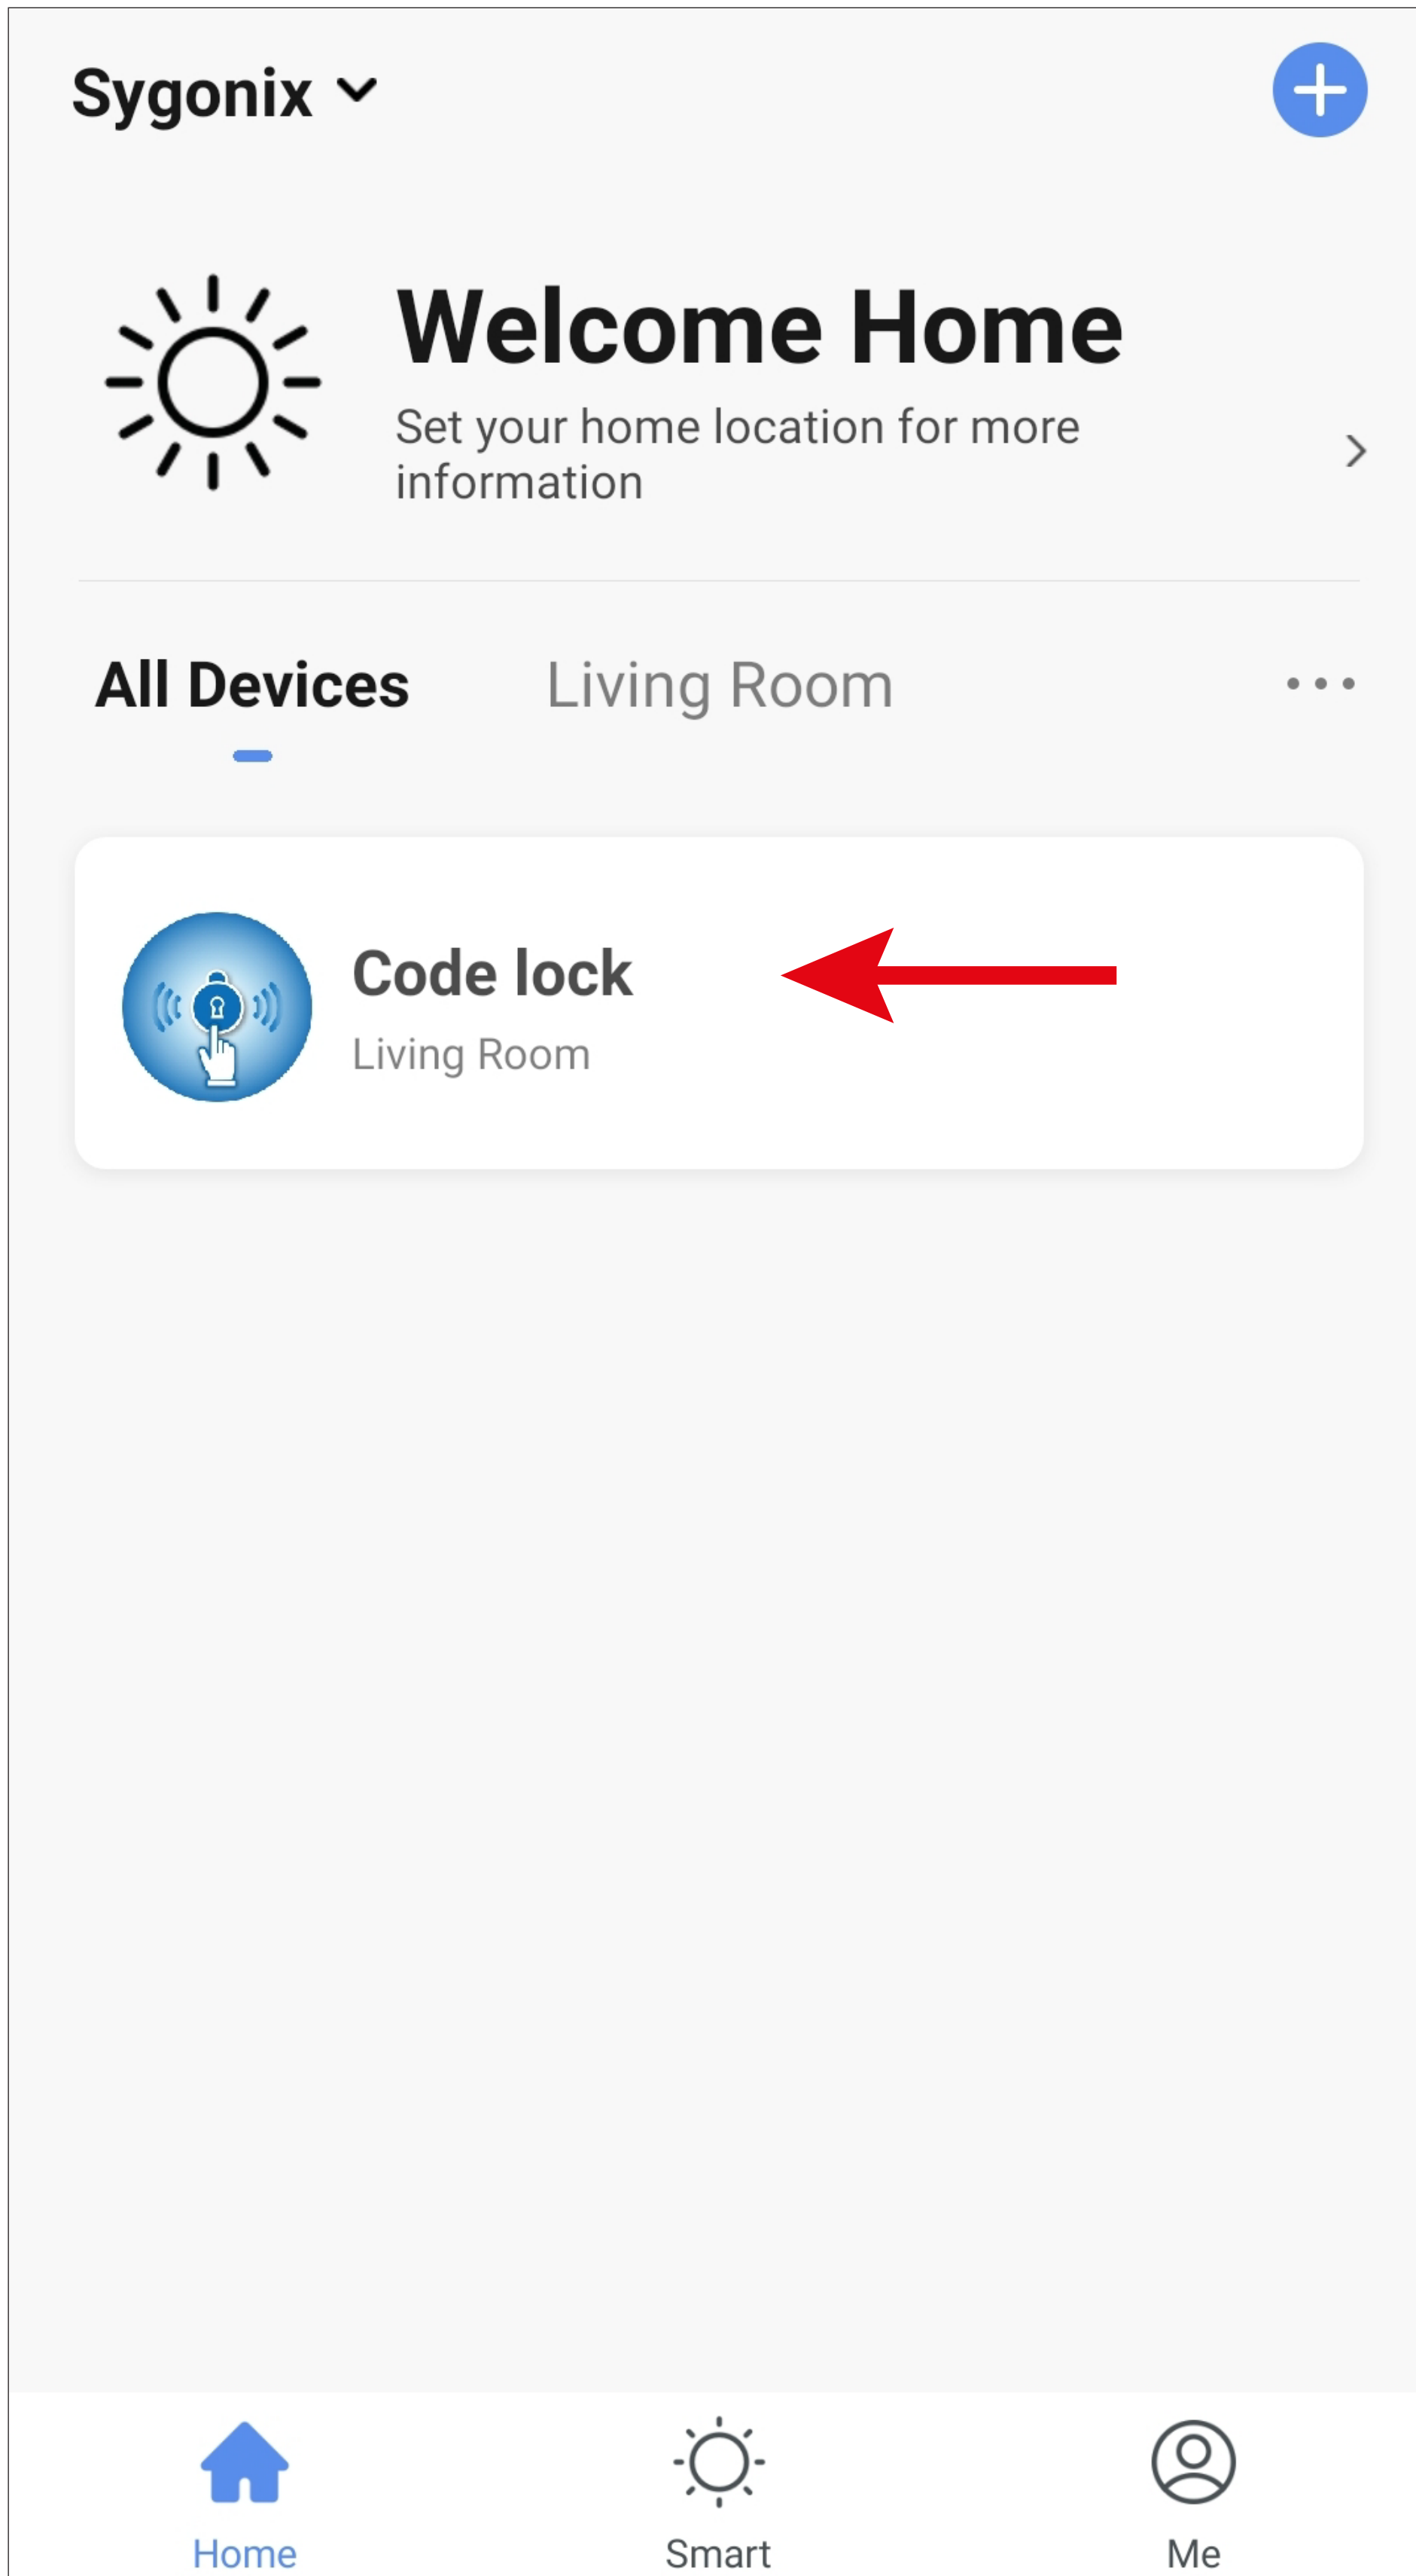 Sygonix
Welcome Home
Set your home location for more
information
All Devices
Living Room
Code lock
Living Room
Home
Smart
Me